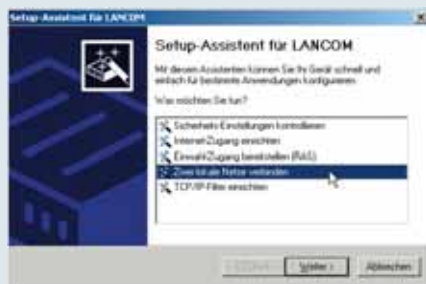 Setup-Assistent für LANCOM
Setup-Assistent für LANCOM
Mit diesem Assistenten können Sie Ihr Gerät schnell und
einfach für bestimmte Anwendungen konfigurieren.
Was möchten Sie tun?
Sicherheits-Einstellungen kontrollieren
Internet-Zugang einrichten
Einwahl-Zugang bereitstellen (RAS)
Zwei lokale Netze verbinden
TCP/IP-Filter einrichten
Weiter >
Abbrechen